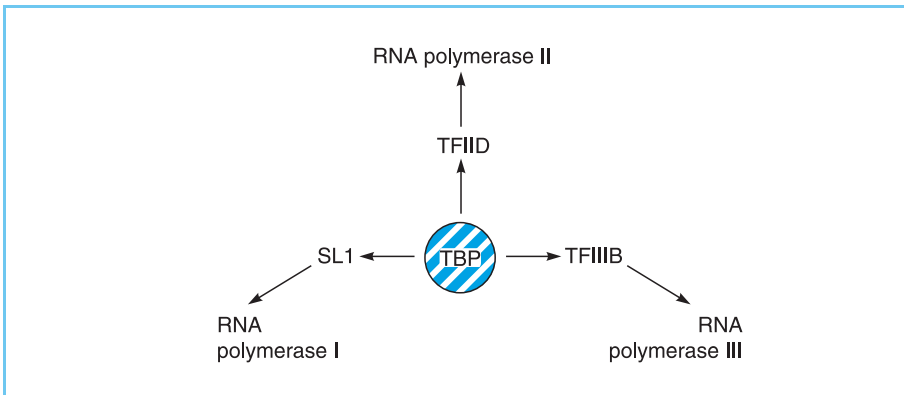 RNA polymerase II
TFIID
SL1
TBP
TFIIIB
RNA
polymerase I
RNA
polymerase III